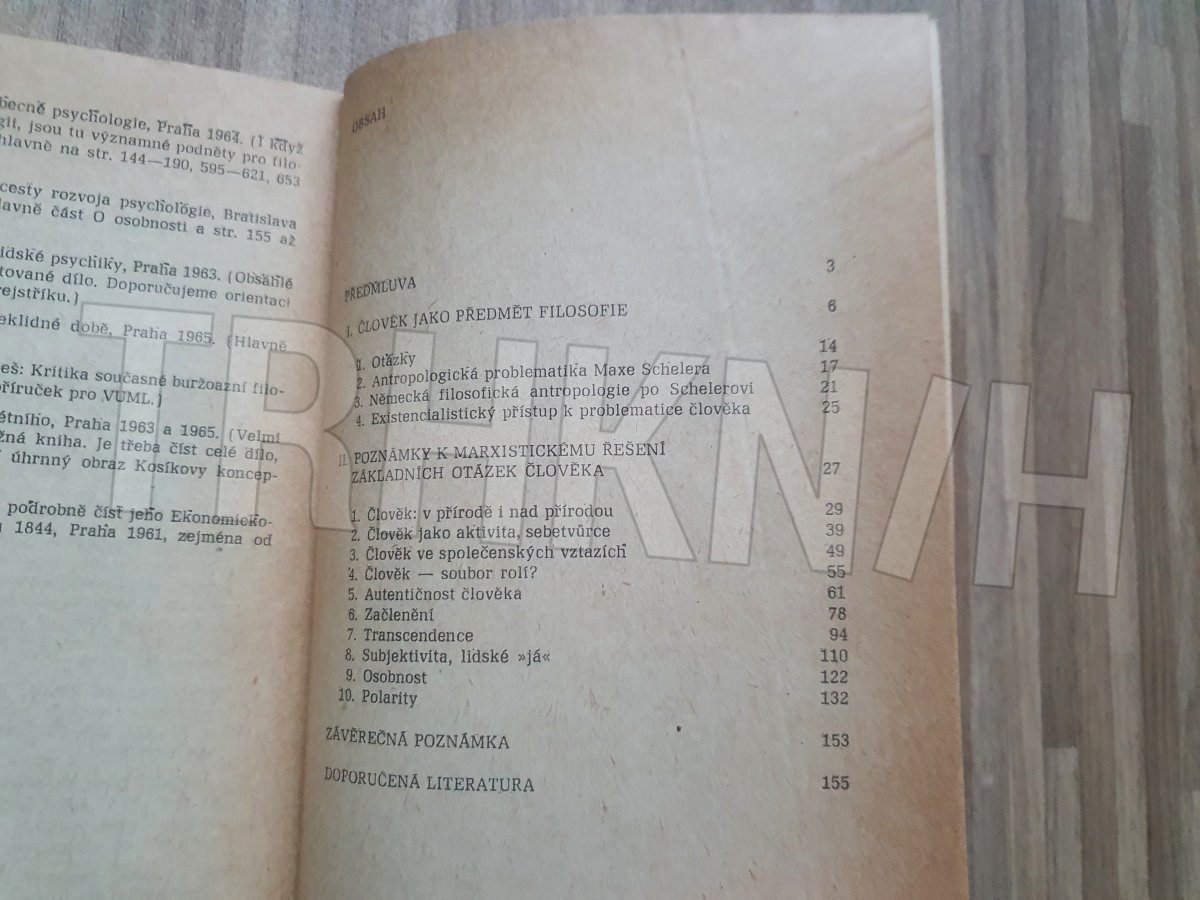 becné psychologie, Praha 1964. (I když
gii, jsou tu významné podněty pro filo-
hlavně na str. 144—190, 595—621, 653
cesty rozvoja psychológie, Bratislava
lavně část O osobnosti a str. 155 až
idské psychiky, Praha 1963. (Obsáhlé
tované dílo. Doporučujeme orientaci
ejstříku.)
eklidné době, Praha 1965. (Hlavně
eš: Kritika současné buržoazní filo-
příruček pro VUML.)
étního, Praha 1963 a 1965. (Velmi
žná kniha. Je třeba číst celé dílo,
úhrnný obraz Kosíkovy koncep-
podrobně číst jeho Ekonomicko-
1844, Praha 1961, zejména od
OBSAH
PŘEDMLUVA 3
I. ČLOVĚK JAKO PŘEDMĚT FILOSOFIE 6
1. Otázky 14
2. Antropologická problematika Maxe Schelera 17
3. Německá filosofická antropologie po Schelerovi 21
4. Existencialistický přístup k problematice člověka 25
II. POZNÁMKY K MARXISTICKÉMU ŘEŠENÍ
ZÁKLADNÍCH OTÁZEK ČLOVĚKA 27
1. Člověk: v přírodě i nad přírodou 29
2. Člověk jako aktivita, sebetvůrce 39
3. Člověk ve společenských vztazích 49
4. Člověk — soubor rolí? 55
5. Autentičnost člověka 61
6. Začlenění 78
7. Transcendence 94
8. Subjektivita, lidské »já« 110
9. Osobnost 122
10. Polarity 132
ZÁVĚREČNÁ POZNÁMKA 153
DOPORUČENÁ LITERATURA 155
TRHKNIH